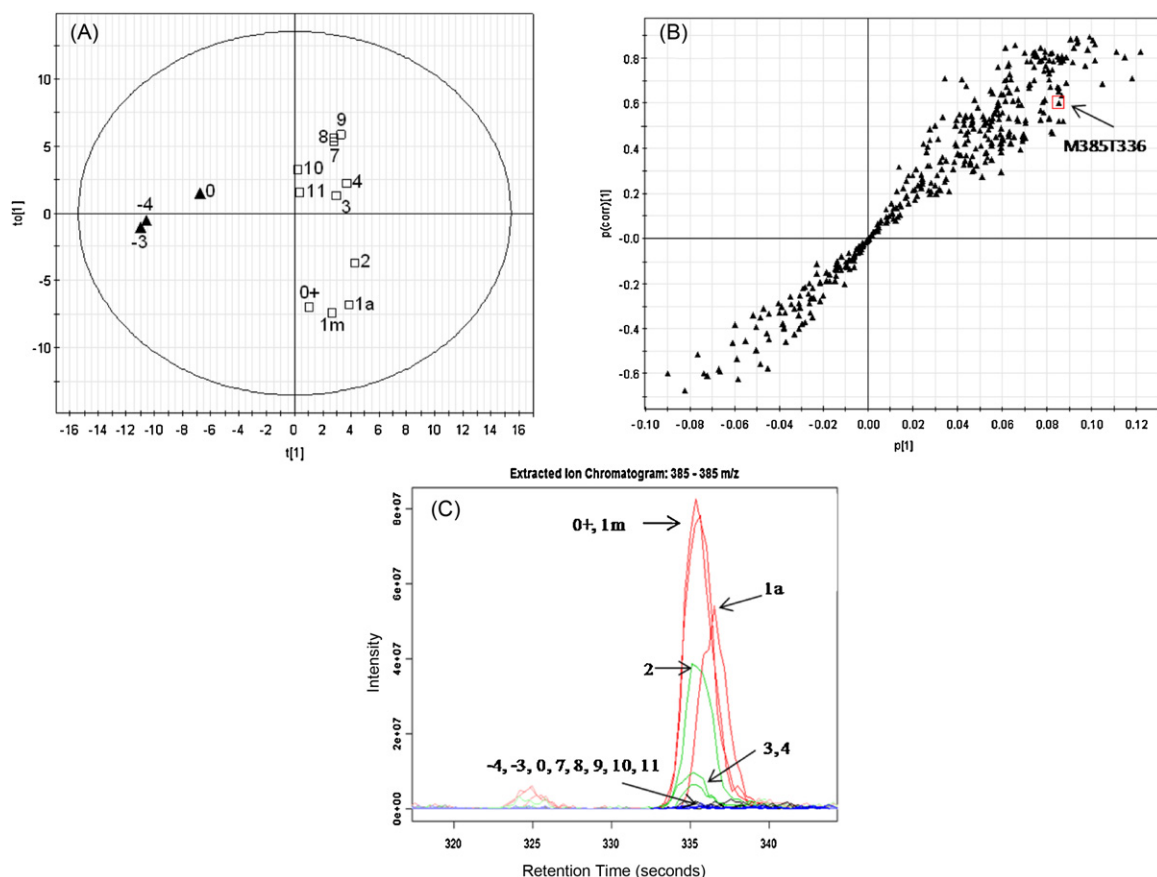 (A)
10
5
0
-5
-10
to[1]
-16 -14 -12 -10 -8 -6 -4 -2 0 2 4 6 8 10 12 14 16
t[1]
9
8
7
10
4
11
3
0
-4
-3
2
0+
1a
1m
(B)
0.8
0.6
0.4
0.2
-0.0
-0.2
-0.4
-0.6
p(corr)[1]
-0.10 -0.08 -0.06 -0.04 -0.02 0.00 0.02 0.04 0.06 0.08 0.10 0.12
p[1]
M385T336
Extracted Ion Chromatogram: 385 - 385 m/z
(C)
8e+07
6e+07
4e+07
2e+07
0e+00
Intensity
0+, 1m
1a
2
3, 4
-4, -3, 0, 7, 8, 9, 10, 11
320 325 330 335 340
Retention Time (seconds)